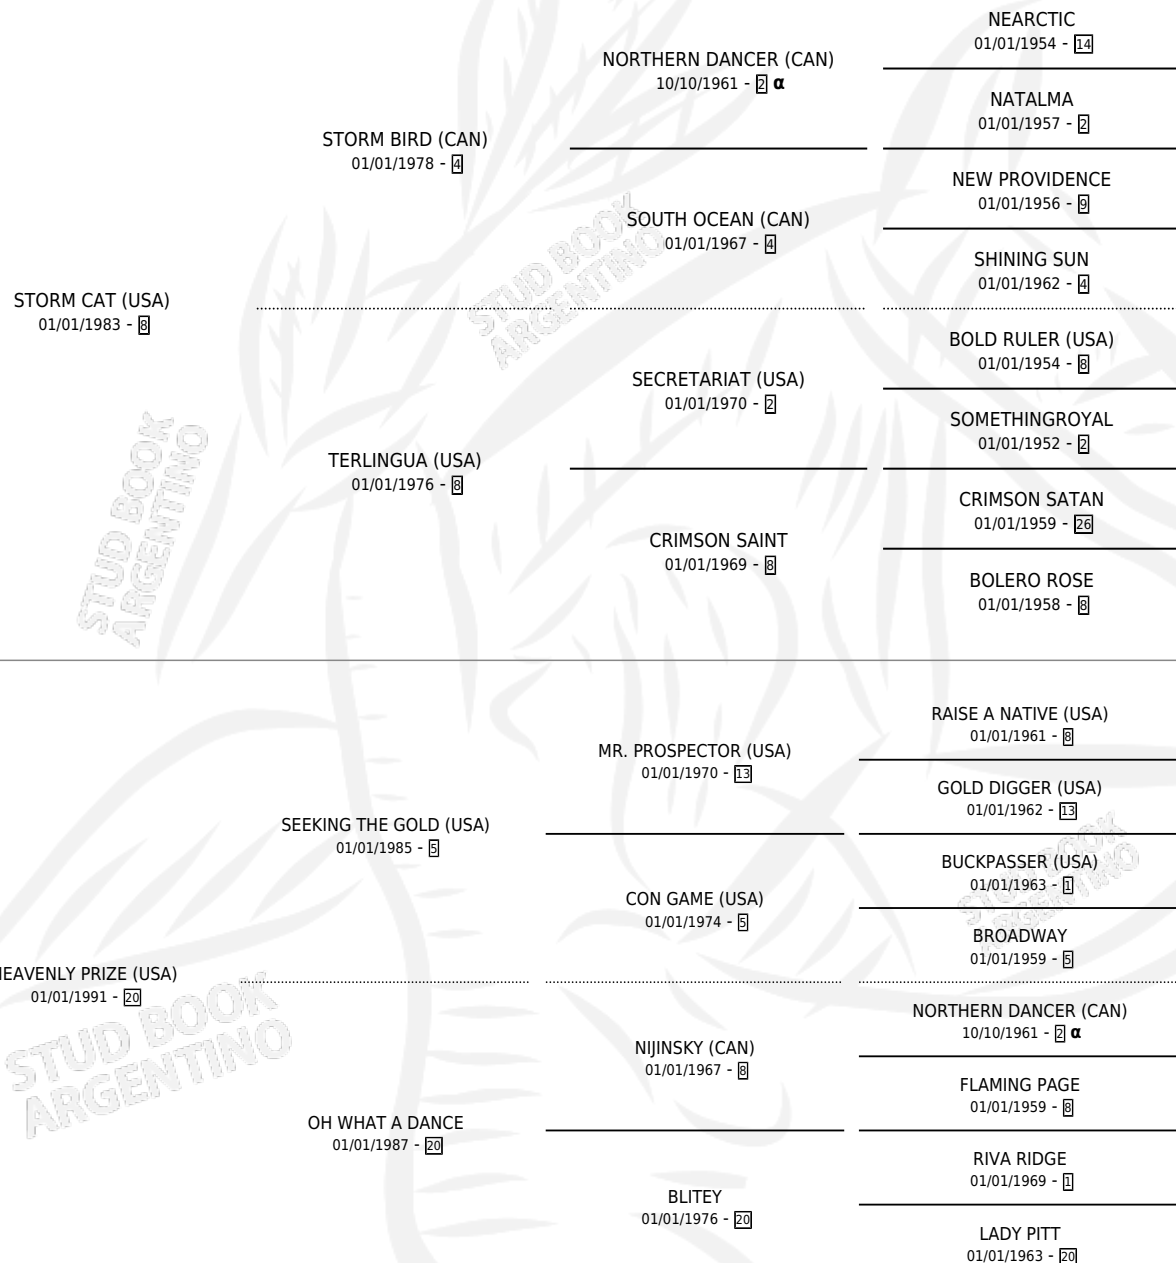 NEARCTIC
01/01/1954 - 14
NORTHERN DANCER (CAN)
10/10/1961 - 2 α
NATALMA
01/01/1957 - 2
STORM BIRD (CAN)
01/01/1978 - 4
NEW PROVIDENCE
01/01/1956 - 9
SOUTH OCEAN (CAN)
01/01/1967 - 4
SHINING SUN
01/01/1962 - 4
STORM CAT (USA)
01/01/1983 - 8
BOLD RULER (USA)
01/01/1954 - 8
SECRETARIAT (USA)
01/01/1970 - 2
SOMETHINGROYAL
01/01/1952 - 2
TERLINGUA (USA)
01/01/1976 - 8
CRIMSON SATAN
01/01/1959 - 26
CRIMSON SAINT
01/01/1969 - 8
BOLERO ROSE
01/01/1958 - 8
RAISE A NATIVE (USA)
01/01/1961 - 8
MR. PROSPECTOR (USA)
01/01/1970 - 13
GOLD DIGGER (USA)
01/01/1962 - 13
SEEKING THE GOLD (USA)
01/01/1985 - 5
BUCKPASSER (USA)
01/01/1963 - 1
CON GAME (USA)
01/01/1974 - 5
BROADWAY
01/01/1959 - 5
EAVENLY PRIZE (USA)
01/01/1991 - 20
NORTHERN DANCER (CAN)
10/10/1961 - 2 α
NIJINSKY (CAN)
01/01/1967 - 8
FLAMING PAGE
01/01/1959 - 8
OH WHAT A DANCE
01/01/1987 - 20
RIVA RIDGE
01/01/1969 - 1
BLITEY
01/01/1976 - 20
LADY PITT
01/01/1963 - 20
STUD BOOK
ARGENTINO
STUD BOOK
ARGENTINO
STUD BOOK
ARGENTINO
STUD BOOK
ARGENTINO